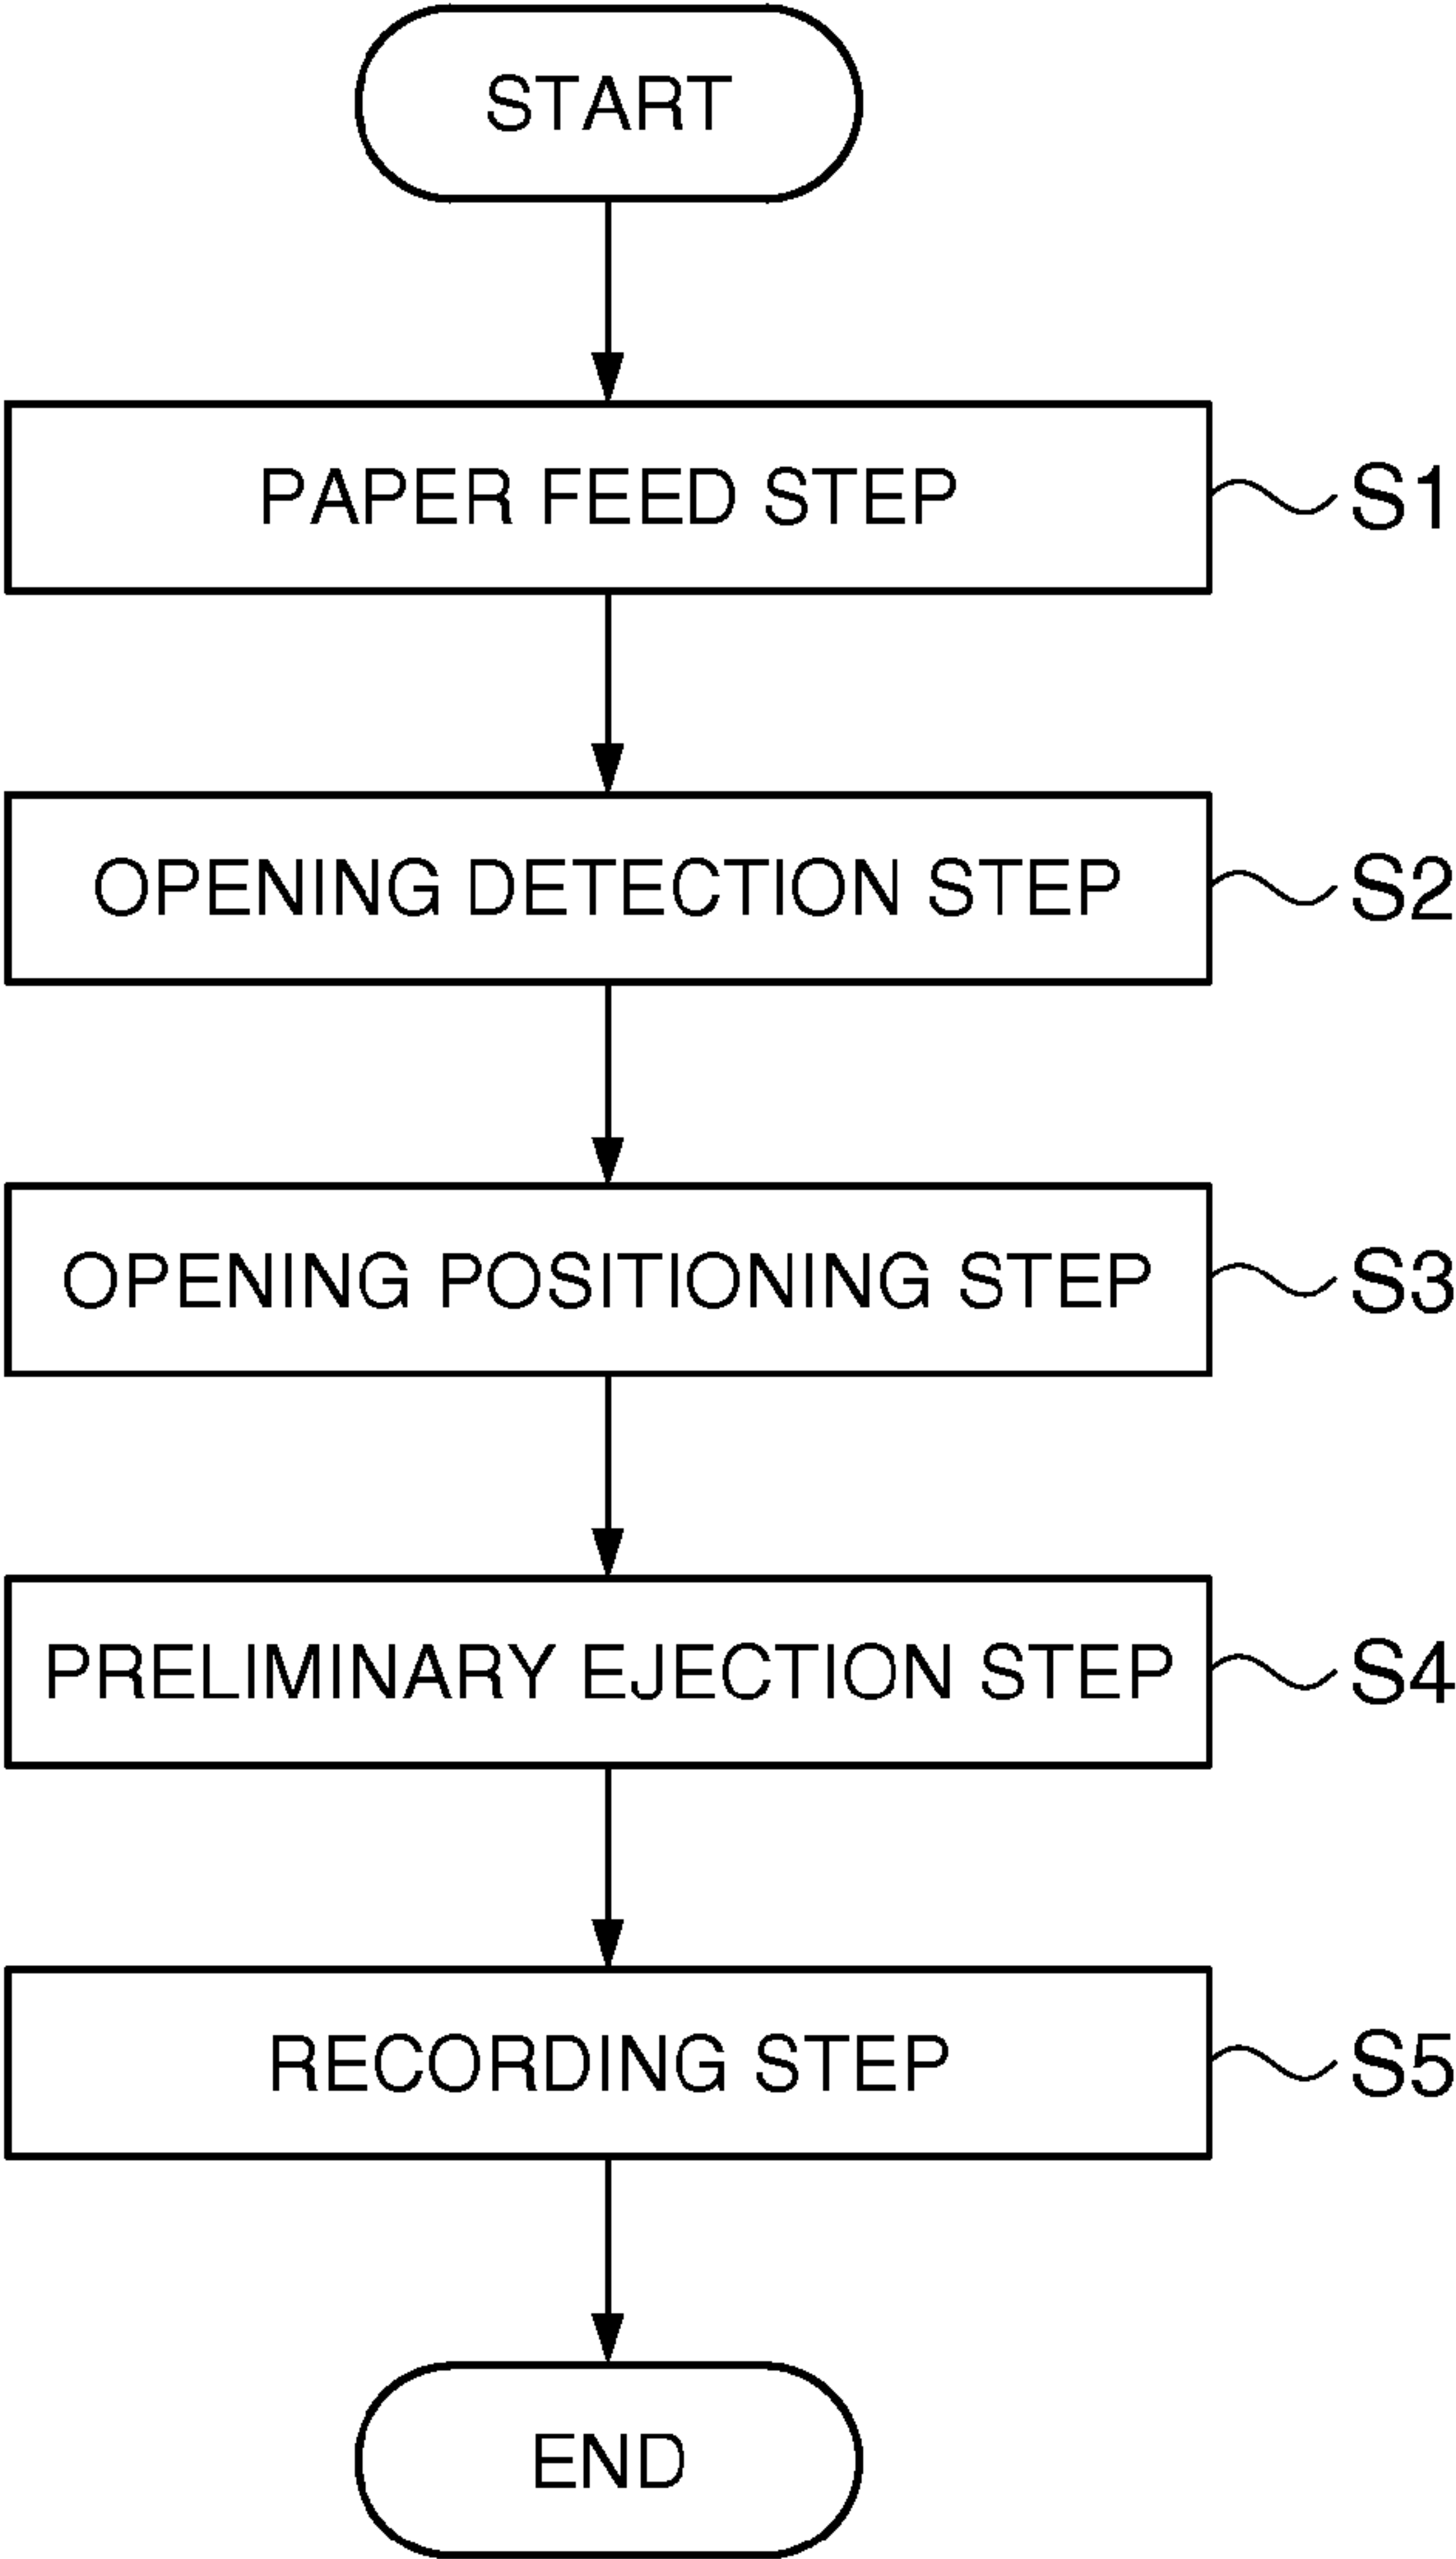 START
PAPER FEED STEP S1
OPENING DETECTION STEP S2
OPENING POSITIONING STEP S3
PRELIMINARY EJECTION STEP S4
RECORDING STEP S5
END